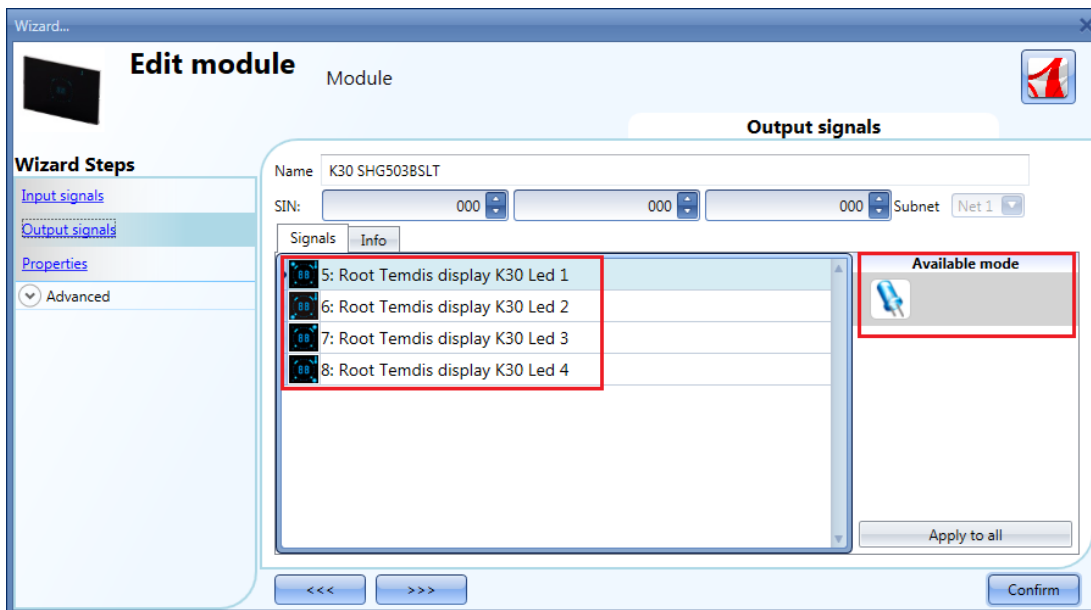 Wizard...
Edit module
Module
Output signals
Wizard Steps
Input signals
Output signals
Properties
Advanced
Name K30 SHG503BSLT
SIN: 000 000 000 Subnet Net 1
Signals Info
5: Root Temdis display K30 Led 1
6: Root Temdis display K30 Led 2
7: Root Temdis display K30 Led 3
8: Root Temdis display K30 Led 4
Available mode
Apply to all
<<< >>> Confirm